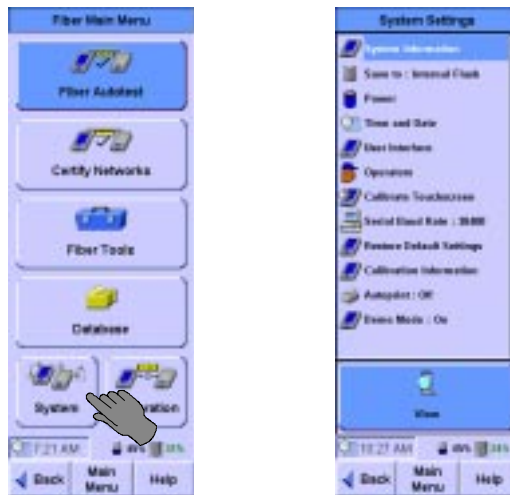 Fiber Main Menu
Fiber Autotest
Certify Networks
Fiber Tools
Database
System
ration
7:21 AM
Back
Main Menu
Help
System Settings
System Information
Save to : Internal Flash
Power
Time and Date
User Interface
Operators
Calibrate Touchscreen
Serial Baud Rate : 38400
Restore Default Settings
Calibration Information
Autopilot : Off
Demo Mode : On
View
10:27 AM
Back
Main Menu
Help